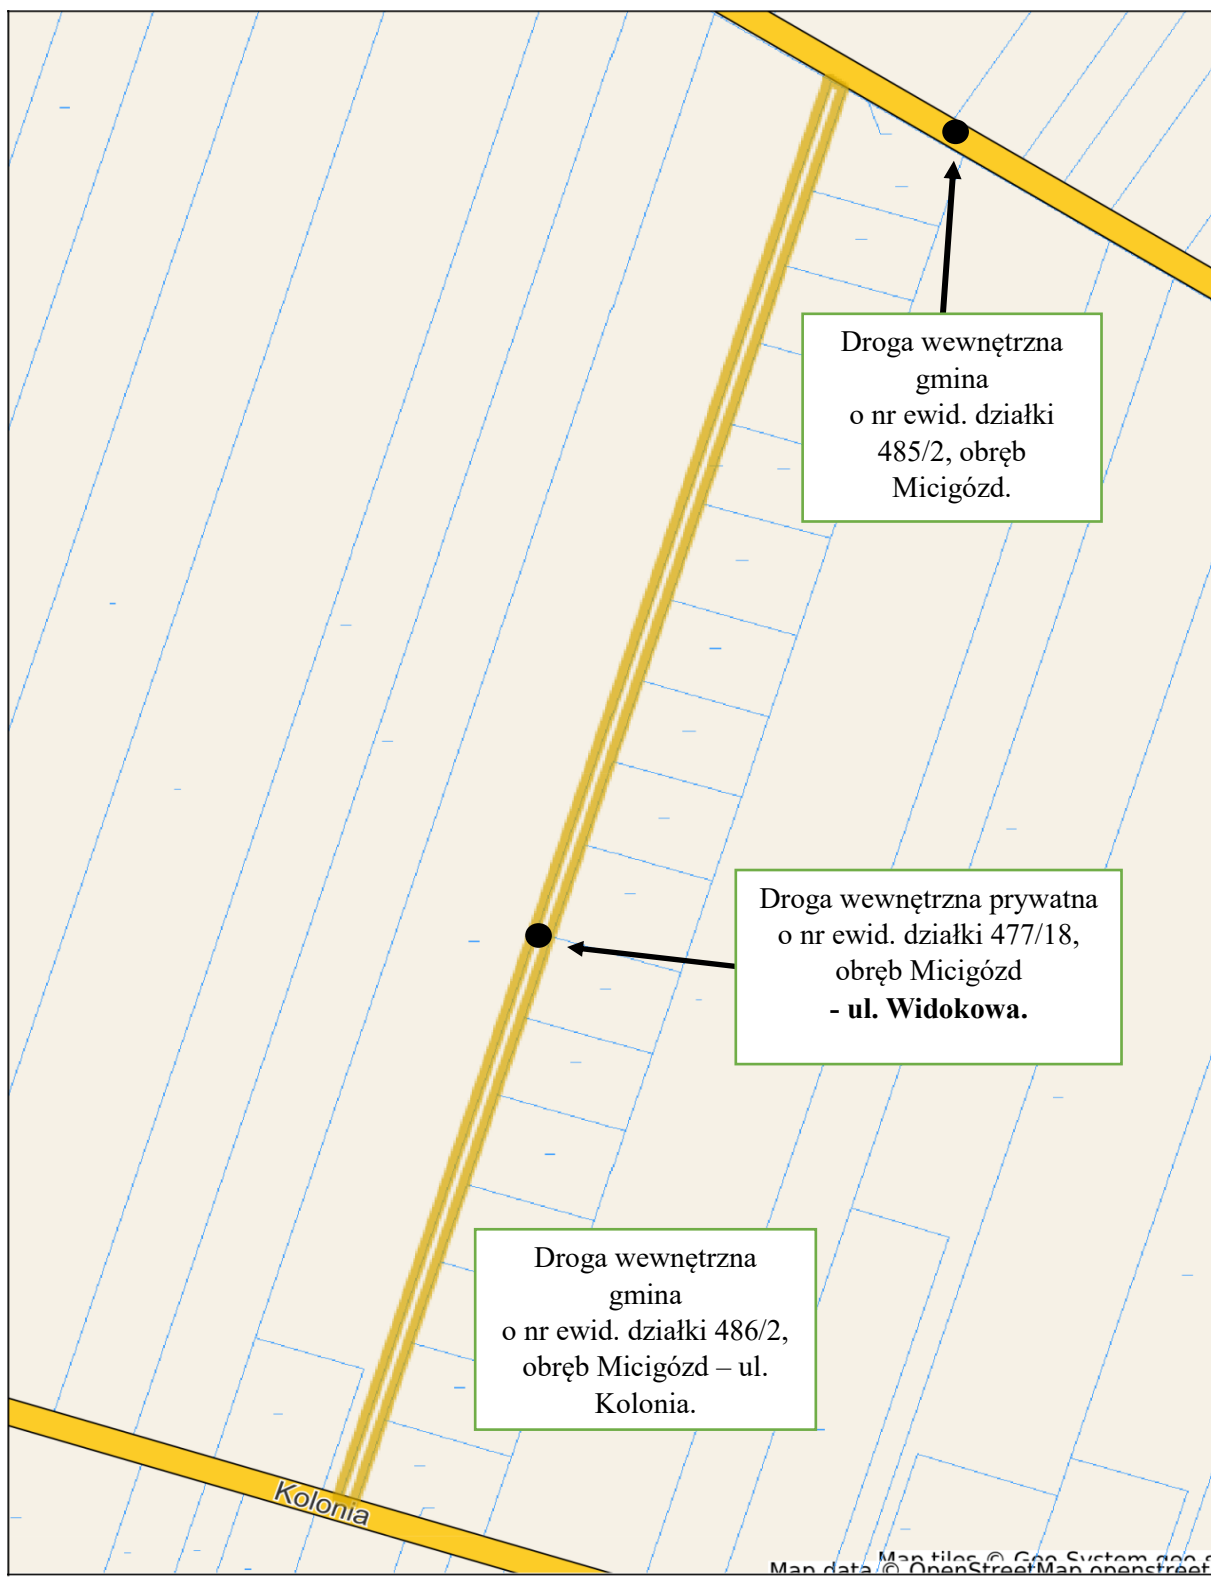 Droga wewnętrzna
gmina
o nr ewid. działki
485/2, obręb
Micigózd.
Droga wewnętrzna prywatna
o nr ewid. działki 477/18,
obręb Micigózd
- ul. Widokowa.
Droga wewnętrzna
gmina
o nr ewid. działki 486/2,
obręb Micigózd – ul.
Kolonia.
Kolonia
Map tiles © Geo-System geo-s
Map data © OpenStreetMap openstreet